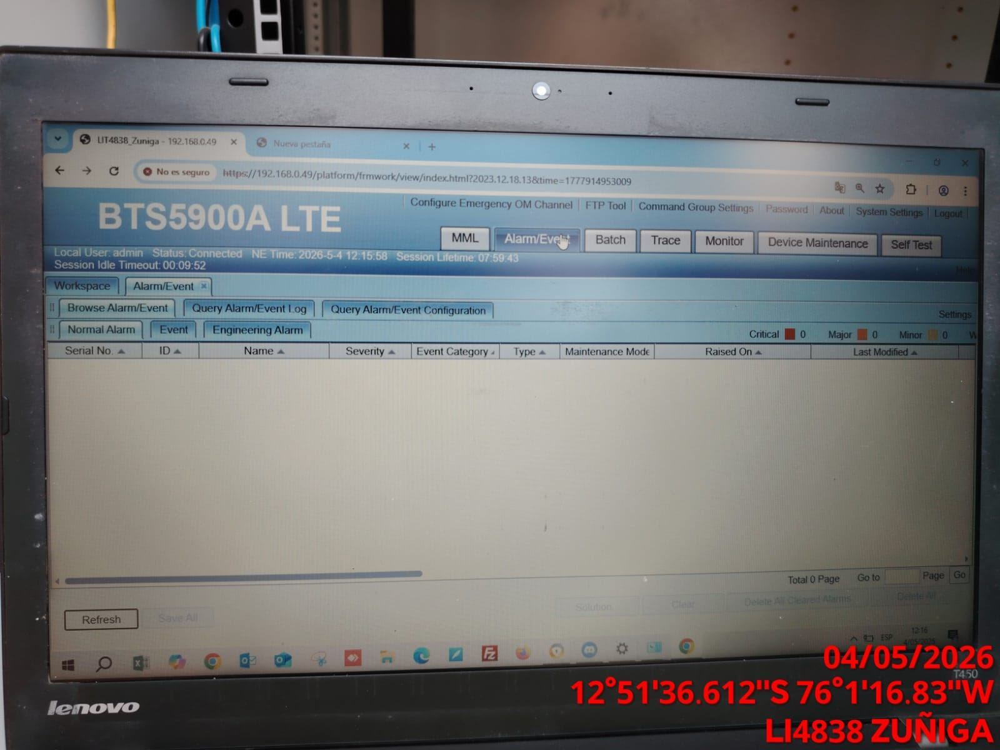 LIT4838_Zuniga - 192.168.0.49
Nueva pestaña
No es seguro https://192.168.0.49/platform/frmwork/view/index.html?2023.12.18.13&time=1777914953009
BTS5900A LTE
Configure Emergency OM Channel FTP Tool Command Group Settings Password About System Settings Logout
MML Alarm/Event Batch Trace Monitor Device Maintenance Self Test
Local User: admin Status: Connected NE Time: 2026-5-4 12:15:58 Session Lifetime: 07:59:43
Session Idle Timeout: 00:09:52
Help
Workspace Alarm/Event
Browse Alarm/Event Query Alarm/Event Log Query Alarm/Event Configuration Settings
Normal Alarm Event Engineering Alarm Critical 0 Major 0 Minor 0 W
Serial No. ID Name Severity Event Category Type Maintenance Mode Raised On Last Modified
Total 0 Page Go to Page Go
Refresh Save All Solution Clear Delete All Cleared Alarms Delete All
ESP 12:16
4/05/2026
04/05/2026
T450
12°51'36.612"S 76°1'16.83"W
lenovo
LI4838 ZUÑIGA